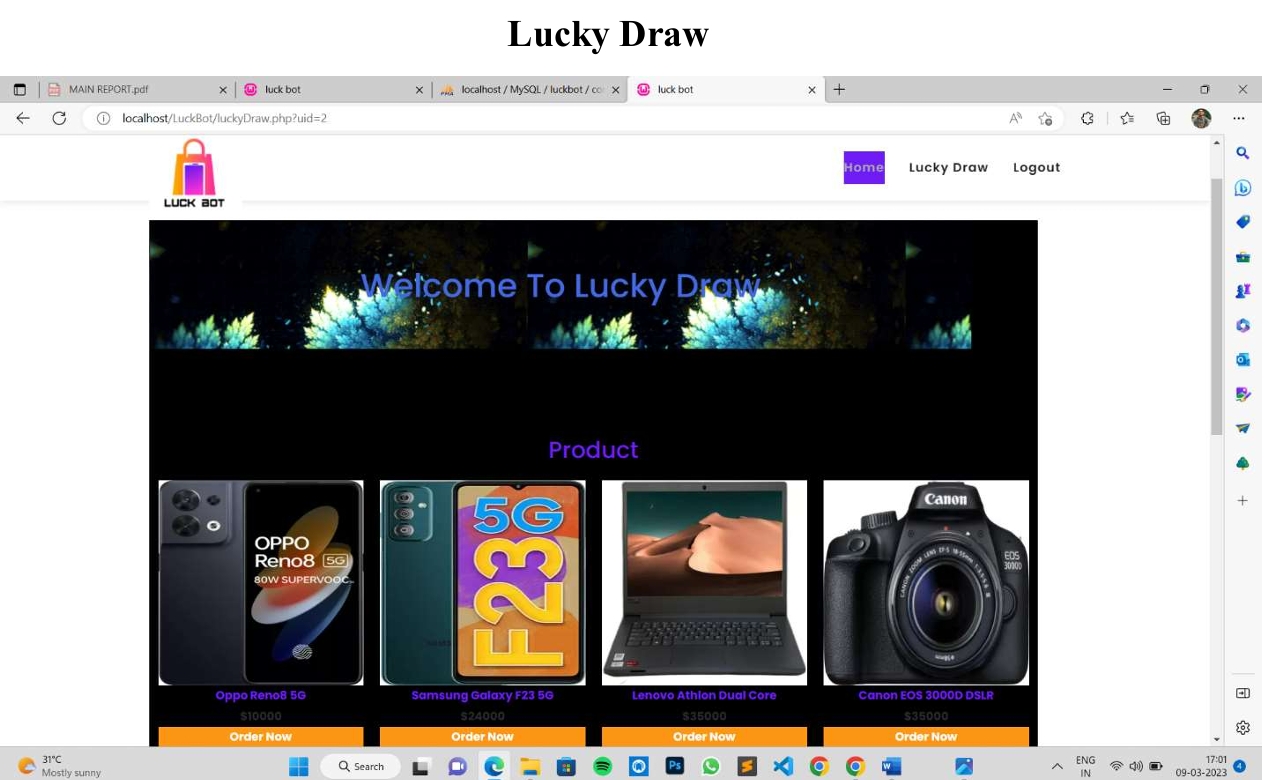 Lucky Draw
MAIN REPORT.pdf
luck bot
localhost / MySQL / luckbot / co
luck bot
localhost/LuckBot/luckyDraw.php?uid=2
LUCK BOT
Home
Lucky Draw
Logout
Welcome To Lucky Draw
Product
OPPO
Reno8 5G
80W SUPERVOOC
5G
F23
Canon
EOS
3000D
Oppo Reno8 5G
Samsung Galaxy F23 5G
Lenovo Athlon Dual Core
Canon EOS 3000D DSLR
$10000
$24000
$35000
$35000
Order Now
Order Now
Order Now
Order Now
31°C
Mostly sunny
Search
Ps
ENG
IN
17:01
09-03-2023
4